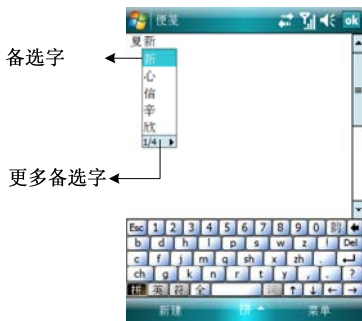 便笺
ok
夏新
备选字
新
心
信
辛
欣
1/4
更多备选字
Esc 1 2 3 4 5 6 7 8 9 0 韵
b d h l p s w z ! Del
c f j m q sh x zh .
ch g k n r t y , . ?
拼 英 符 全 词
新建 拼 菜单